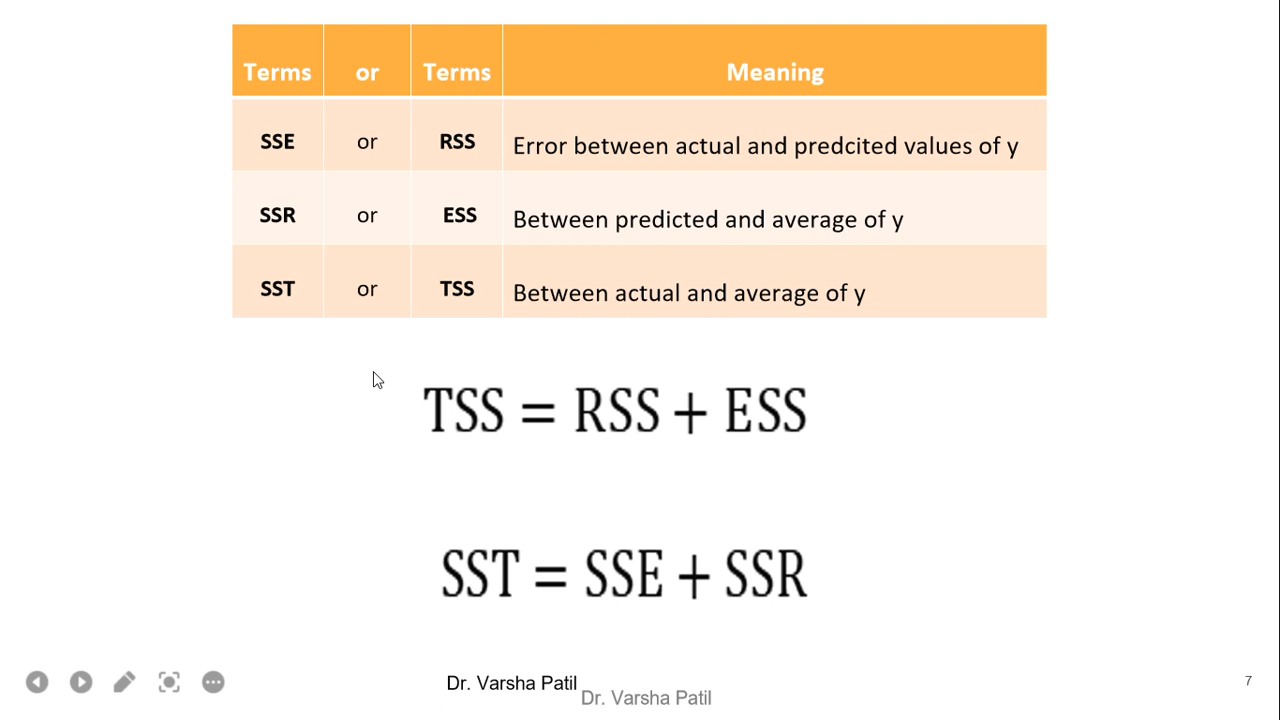 Terms or Terms Meaning
SSE or RSS Error between actual and predcited values of y
SSR or ESS Between predicted and average of y
SST or TSS Between actual and average of y
TSS = RSS + ESS
SST = SSE + SSR
Dr. Varsha Patil
Dr. Varsha Patil
7